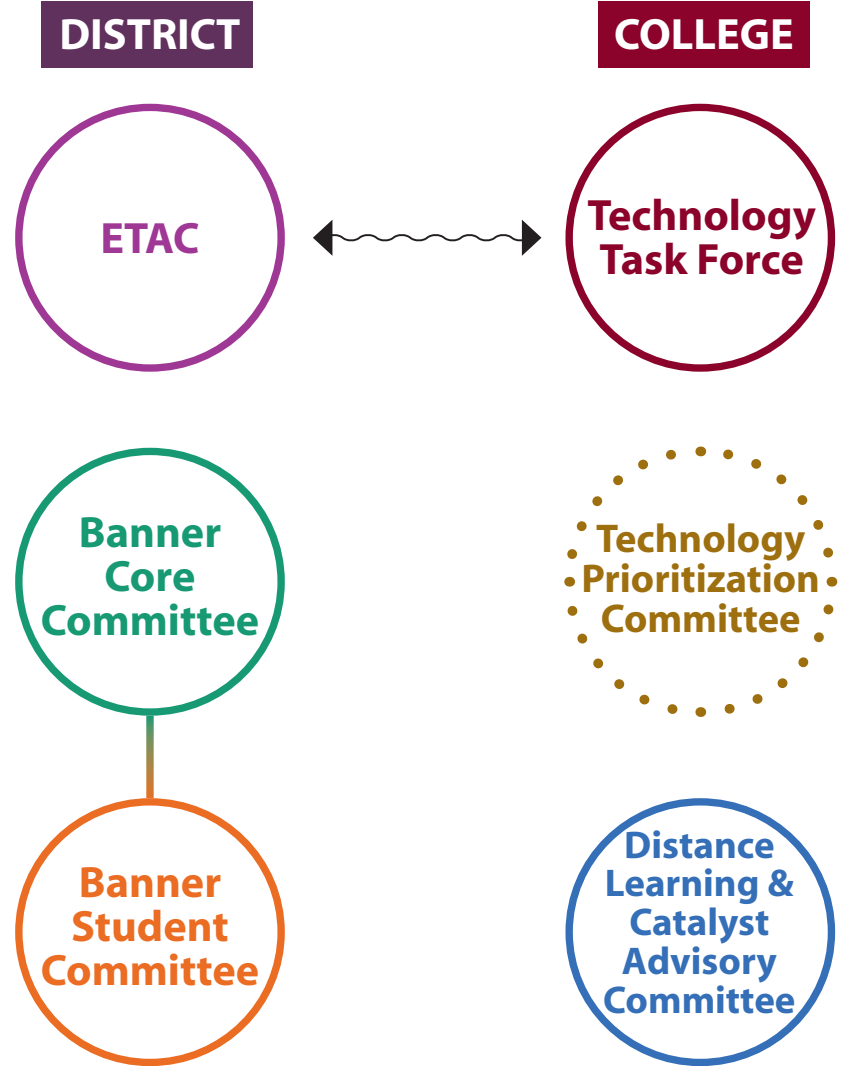 DISTRICT
COLLEGE
ETAC
Technology
Task Force
Banner
Core
Committee
Technology
Prioritization
Committee
Banner
Student
Committee
Distance
Learning &
Catalyst
Advisory
Committee